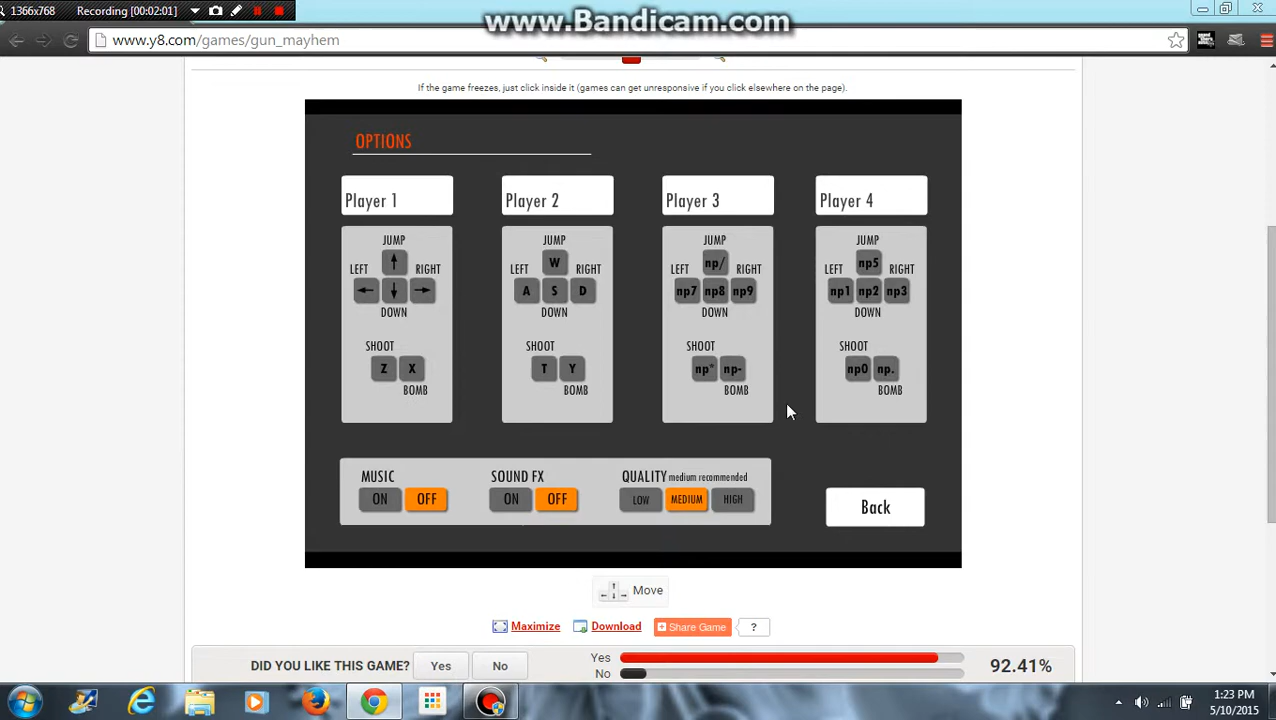 1366x768
Recording [00:02:01]
www.Bandicam.com
www.y8.com/games/gun_mayhem
If the game freezes, just click inside it (games can get unresponsive if you click elsewhere on the page).
OPTIONS
Player 1
Player 2
Player 3
Player 4
JUMP
JUMP
JUMP
JUMP
LEFT ↑ RIGHT
LEFT W RIGHT
LEFT np/ RIGHT
LEFT np5 RIGHT
← ↓ →
A S D
np7 np8 np9
np1 np2 np3
DOWN
DOWN
DOWN
DOWN
SHOOT
SHOOT
SHOOT
SHOOT
Z X
T Y
np* np-
np0 np.
BOMB
BOMB
BOMB
BOMB
MUSIC
SOUND FX
QUALITY medium recommended
ON OFF
ON OFF
LOW MEDIUM HIGH
Back
Move
Maximize
Download
Share Game
?
DID YOU LIKE THIS GAME? Yes No
Yes
No
92.41%
1:23 PM
5/10/2015